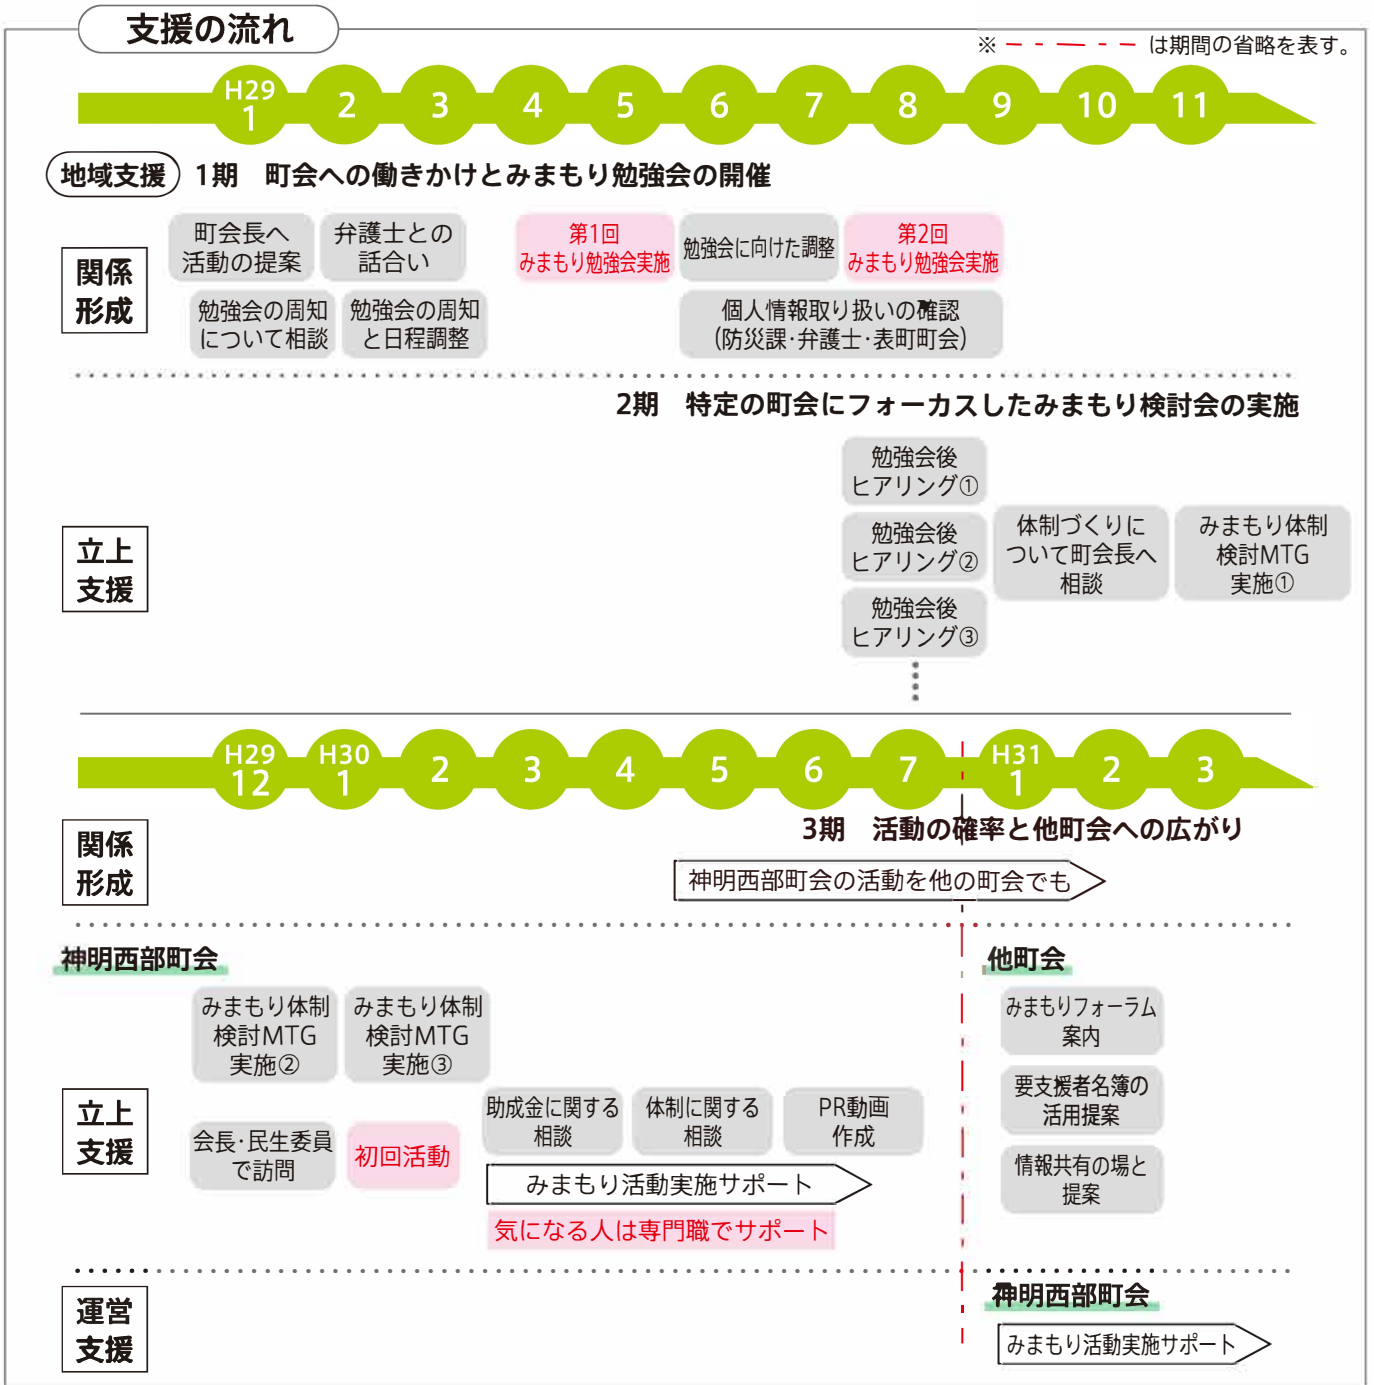 支援の流れ
※ は期間の省略を表す。
H29
1 2 3 4 5 6 7 8 9 10 11
地域支援 1期 町会への働きかけとみまもり勉強会の開催
関係
形成
町会長へ
活動の提案
弁護士との
話合い
第1回
みまもり勉強会実施
勉強会に向けた調整
第2回
みまもり勉強会実施
勉強会の周知
について相談
勉強会の周知
と日程調整
個人情報取り扱いの確認
(防災課・弁護士・表町町会)
2期 特定の町会にフォーカスしたみまもり検討会の実施
立上
支援
勉強会後
ヒアリング①
勉強会後
ヒアリング②
勉強会後
ヒアリング③
体制づくりに
ついて町会長へ
相談
みまもり体制
検討MTG
実施①
H29 H30 H31
12 1 2 3 4 5 6 7 1 2 3
3期 活動の確率と他町会への広がり
関係
形成
神明西部町会の活動を他の町会でも
神明西部町会
他町会
立上
支援
みまもり体制
検討MTG
実施②
みまもり体制
検討MTG
実施③
会長・民生委員
で訪問
初回活動
助成金に関する
相談
体制に関する
相談
PR動画
作成
みまもり活動実施サポート
気になる人は専門職でサポート
みまもりフォーラム
案内
要支援者名簿の
活用提案
情報共有の場と
提案
運営
支援
神明西部町会
みまもり活動実施サポート